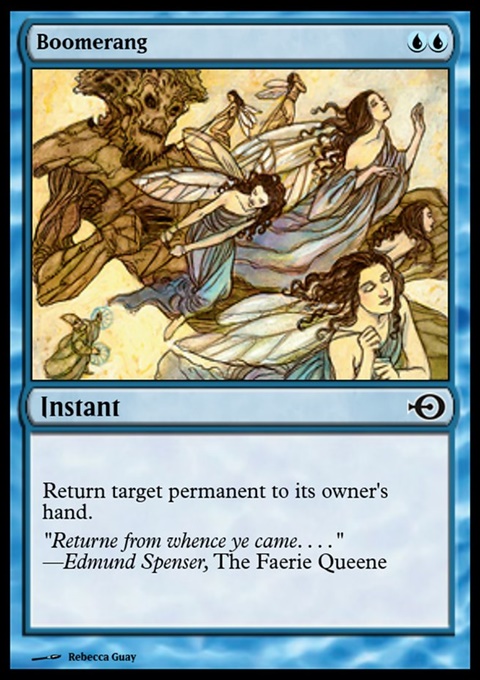 Boomerang
Instant
Return target permanent to its owner's
hand.
"Returne from whence ye came. . . ."
—Edmund Spenser, The Faerie Queene
Rebecca Guay